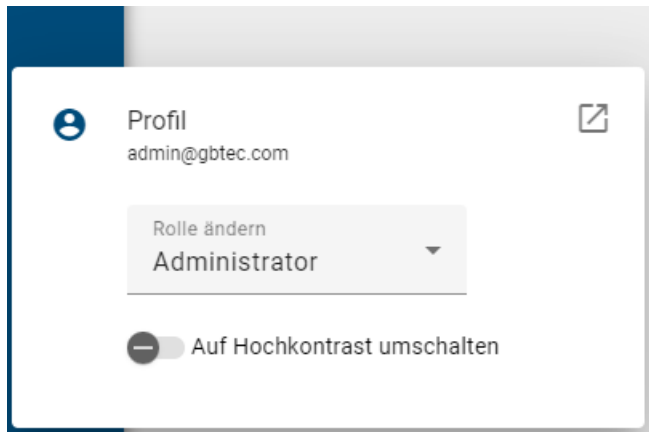 Profil
admin@gbtec.com
Rolle ändern
Administrator
Auf Hochkontrast umschalten